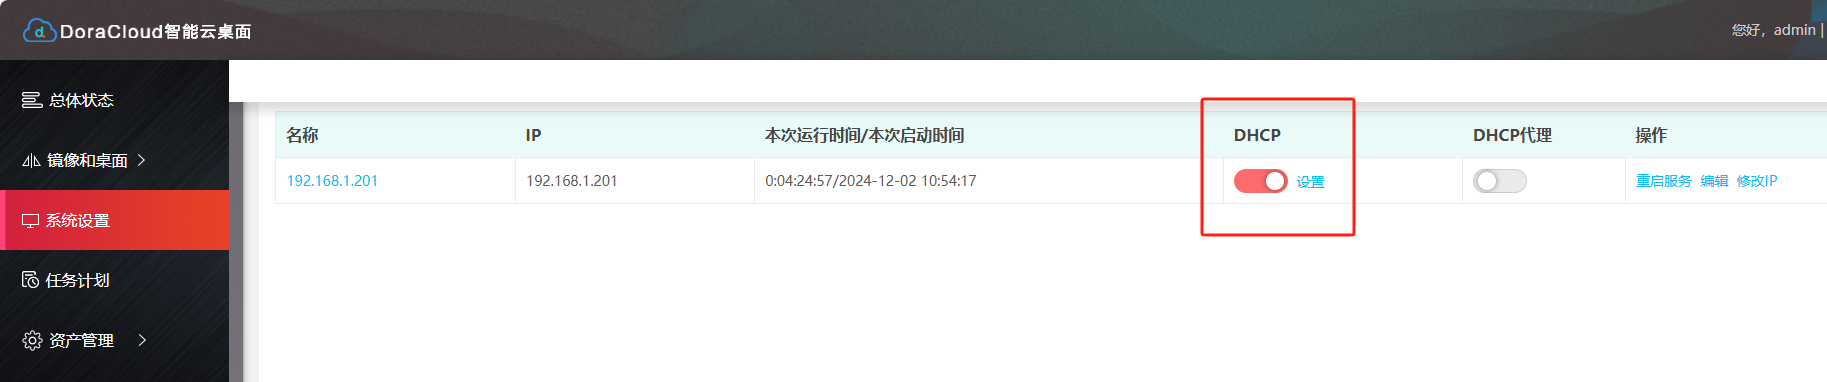 DoraCloud智能云桌面
您好，admin |
总体状态
镜像和桌面
系统设置
任务计划
资产管理
名称 IP 本次运行时间/本次启动时间 DHCP DHCP代理 操作
192.168.1.201 192.168.1.201 0:04:24:57/2024-12-02 10:54:17 设置 重启服务 编辑 修改IP